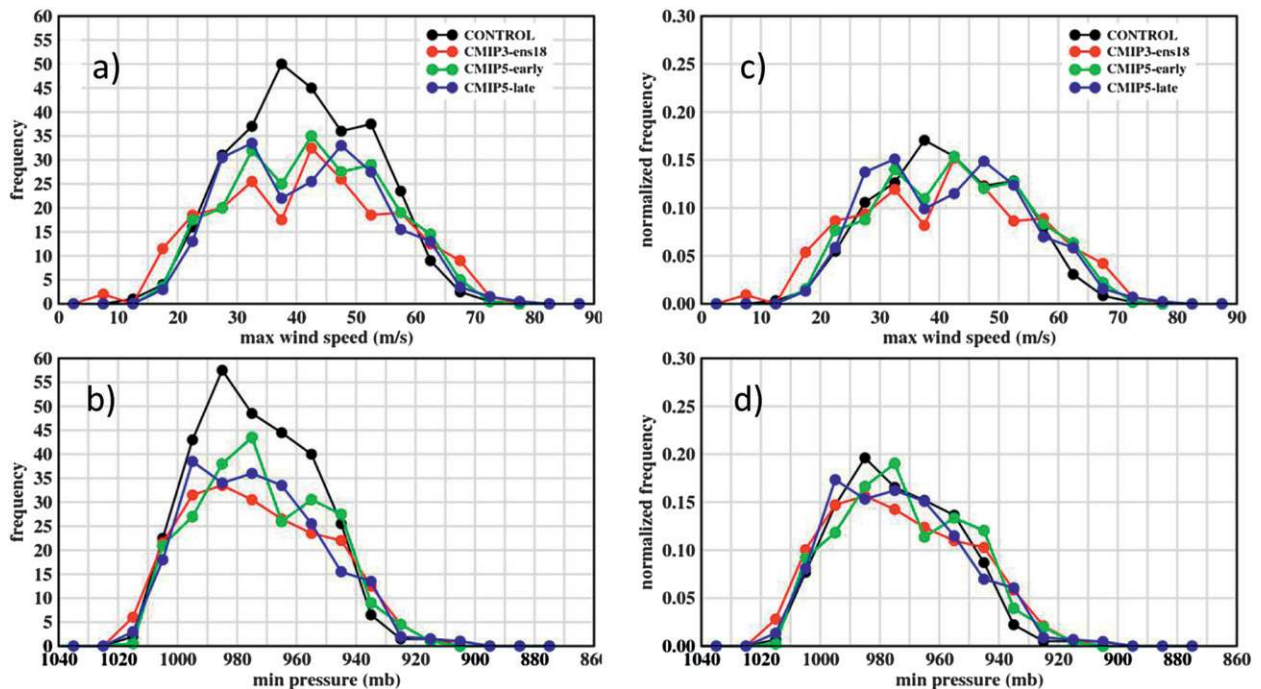 a)
frequency
60
55
50
45
40
35
30
25
20
15
10
5
0
CONTROL
CMIP3-ens18
CMIP5-early
CMIP5-late
0 10 20 30 40 50 60 70 80 90
max wind speed (m/s)
c)
normalized frequency
0.30
0.25
0.20
0.15
0.10
0.05
0.00
CONTROL
CMIP3-ens18
CMIP5-early
CMIP5-late
0 10 20 30 40 50 60 70 80 90
max wind speed (m/s)
b)
frequency
60
55
50
45
40
35
30
25
20
15
10
5
0
1040 1020 1000 980 960 940 920 900 880 860
min pressure (mb)
d)
normalized frequency
0.30
0.25
0.20
0.15
0.10
0.05
0.00
1040 1020 1000 980 960 940 920 900 880 860
min pressure (mb)